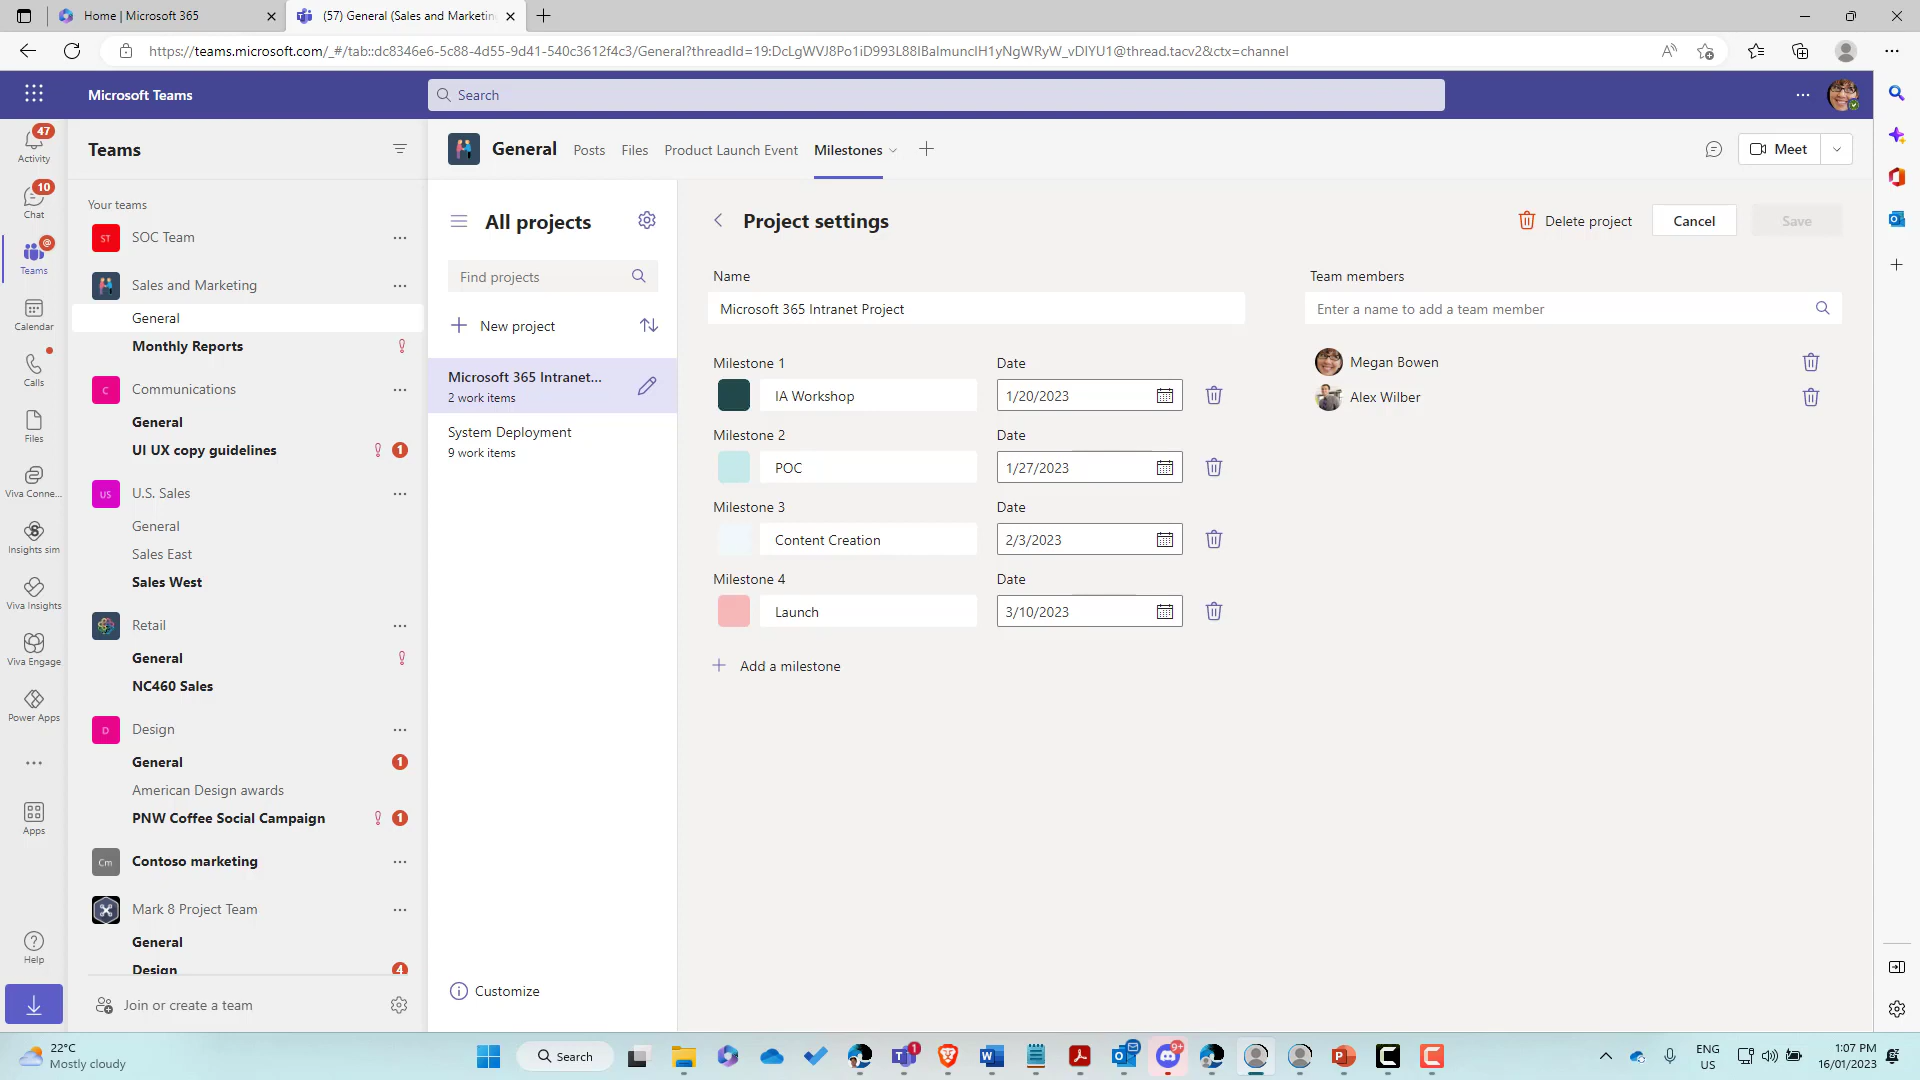 Home | Microsoft 365
(57) General (Sales and Marketin
https://teams.microsoft.com/_#/tab::dc8346e6-5c88-4d55-9d41-540c3612f4c3/General?threadId=19:DcLgWVJ8Po1iD993L88IBaImuncIH1yNgWRyW_vDlYU1@thread.tacv2&ctx=channel
Microsoft Teams
Search
47
Activity
10
Chat
@
Teams
Calendar
Calls
Files
Viva Conne...
Insights sim
Viva Insights
Viva Engage
Power Apps
Apps
Help
Teams
Your teams
ST
SOC Team
Sales and Marketing
General
Monthly Reports
C
Communications
General
UI UX copy guidelines
1
US
U.S. Sales
General
Sales East
Sales West
Retail
General
NC460 Sales
D
Design
General
1
American Design awards
PNW Coffee Social Campaign
1
Cm
Contoso marketing
Mark 8 Project Team
General
Design
4
Join or create a team
General
Posts
Files
Product Launch Event
Milestones
Meet
All projects
Find projects
New project
Microsoft 365 Intranet...
2 work items
System Deployment
9 work items
Customize
Project settings
Delete project
Cancel
Save
Name
Microsoft 365 Intranet Project
Milestone 1
Date
IA Workshop
1/20/2023
Milestone 2
Date
POC
1/27/2023
Milestone 3
Date
Content Creation
2/3/2023
Milestone 4
Date
Launch
3/10/2023
Add a milestone
Team members
Enter a name to add a team member
Megan Bowen
Alex Wilber
22°C
Mostly cloudy
Search
1
9+
ENG
US
1:07 PM
16/01/2023